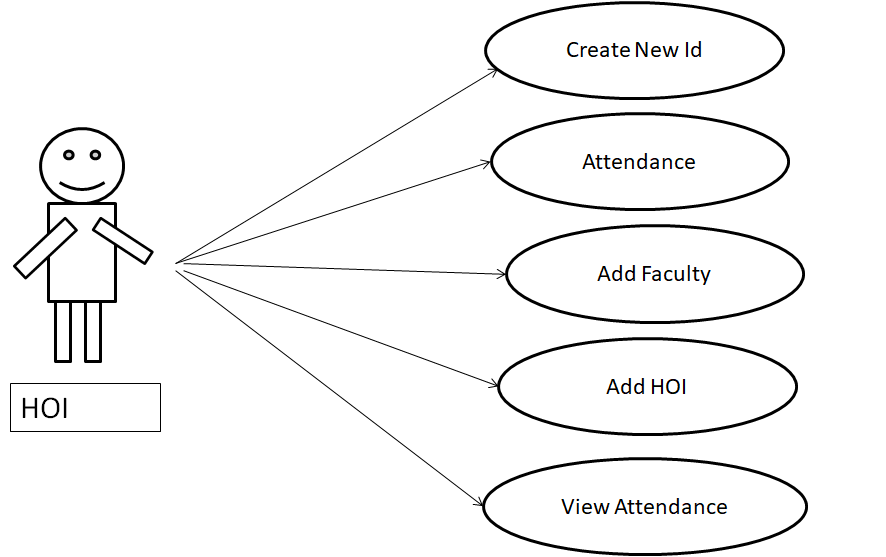 Create New Id
Attendance
Add Faculty
Add HOI
View Attendance
HOI